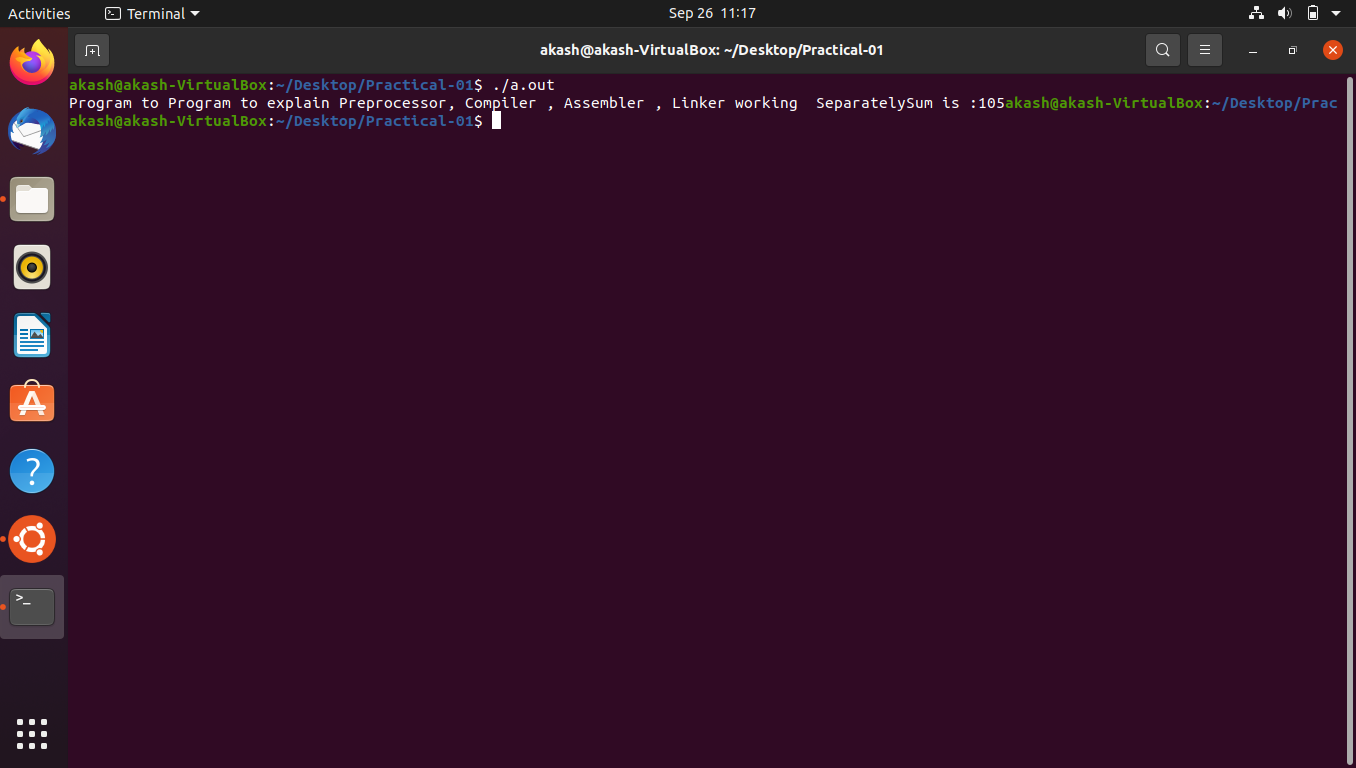 Activities Terminal Sep 26 11:17
akash@akash-VirtualBox: ~/Desktop/Practical-01
akash@akash-VirtualBox:~/Desktop/Practical-01$ ./a.out
Program to Program to explain Preprocessor, Compiler , Assembler , Linker working  SeparatelySum is :105akash@akash-VirtualBox:~/Desktop/Prac
akash@akash-VirtualBox:~/Desktop/Practical-01$